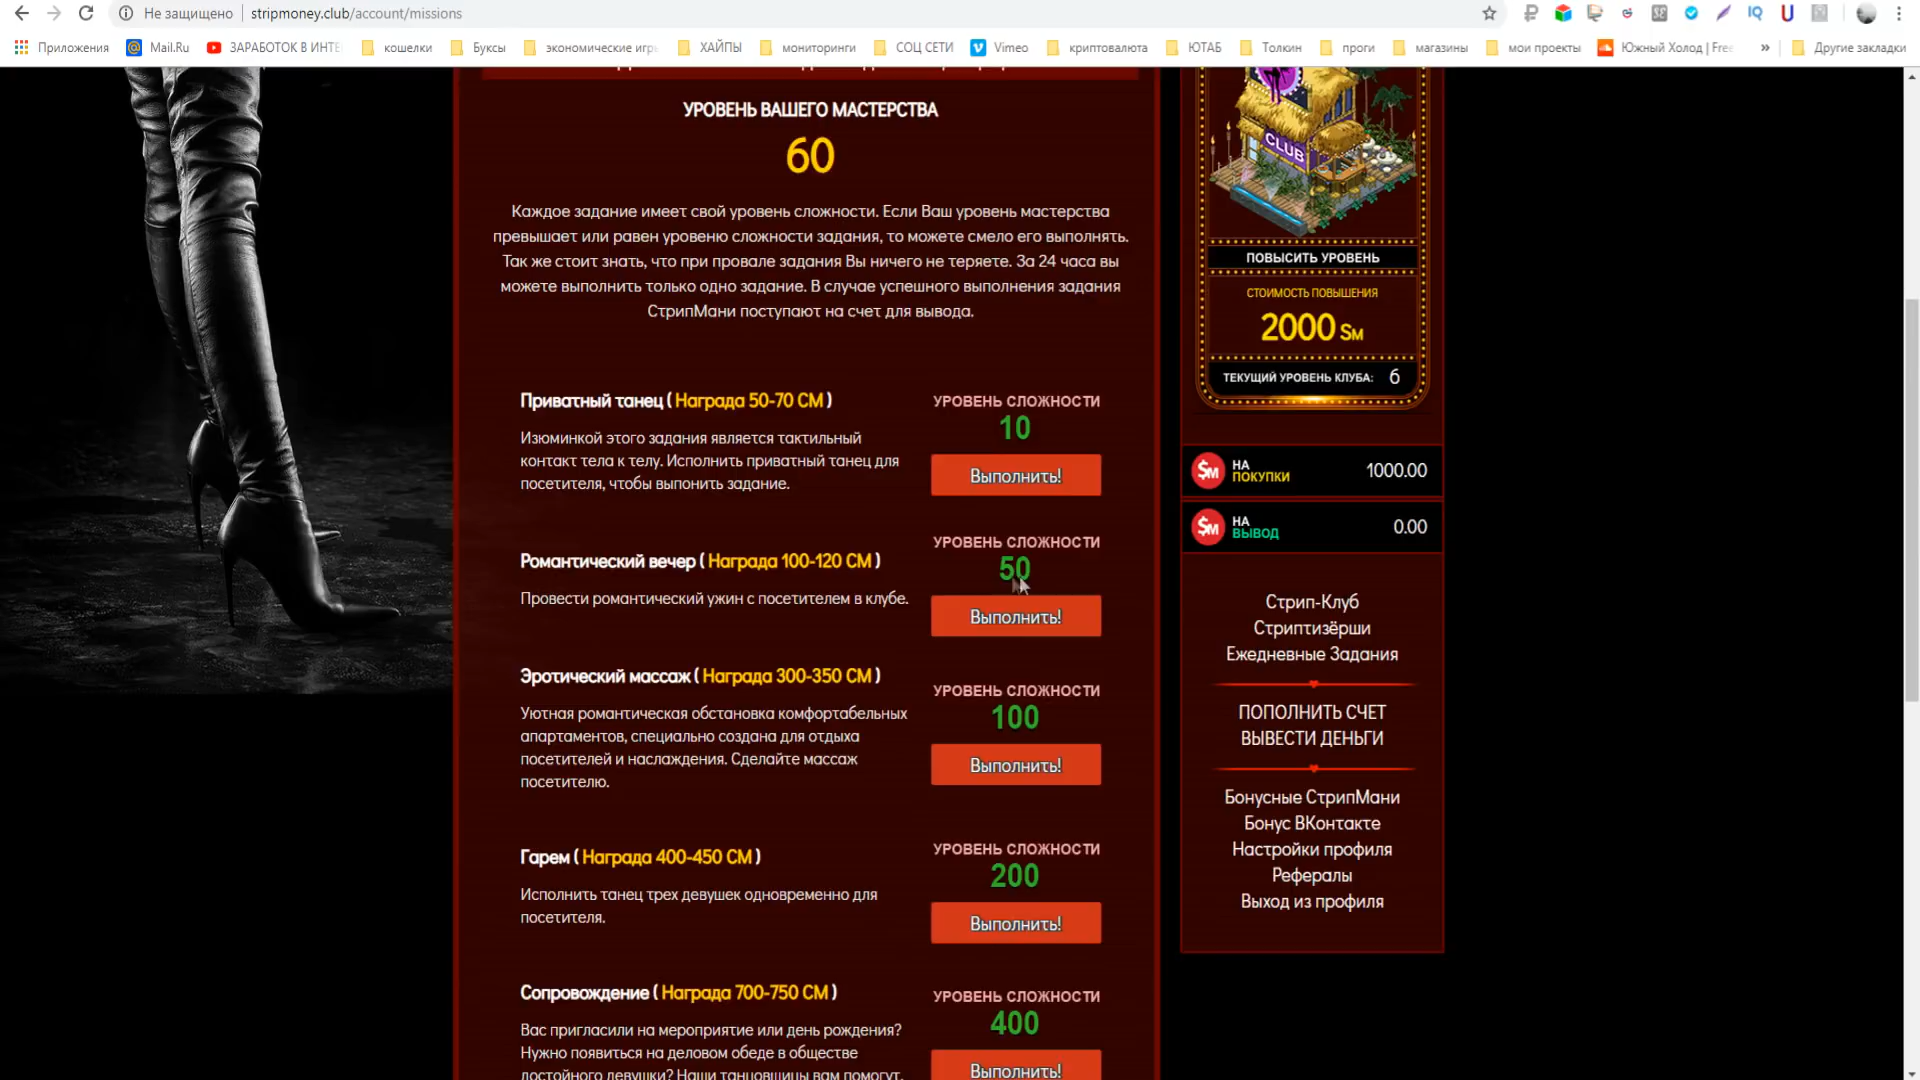 Не защищено | stripmoney.club/account/missions
Приложения Mail.Ru ЗАРАБОТОК В ИНТЕ кошелки Буксы экономические игры ХАЙПЫ мониторинги СОЦ СЕТИ Vimeo криптовалюта ЮТАБ Толкин проги магазины мои проекты Южный Холод | Free » Другие закладки
УРОВЕНЬ ВАШЕГО МАСТЕРСТВА
60
Каждое задание имеет свой уровень сложности. Если Ваш уровень мастерства
превышает или равен уровеню сложности задания, то можете смело его выполнять.
Так же стоит знать, что при провале задания Вы ничего не теряете. За 24 часа вы
можете выполнить только одно задание. В случае успешного выполнения задания
СтрипМани поступают на счет для вывода.
Приватный танец ( Награда 50-70 СМ )
Изюминкой этого задания является тактильный
контакт тела к телу. Исполнить приватный танец для
посетителя, чтобы выпонить задание.
УРОВЕНЬ СЛОЖНОСТИ
10
Выполнить!
Романтический вечер ( Награда 100-120 СМ )
Провести романтический ужин с посетителем в клубе.
УРОВЕНЬ СЛОЖНОСТИ
50
Выполнить!
Эротический массаж ( Награда 300-350 СМ )
Уютная романтическая обстановка комфортабельных
апартаментов, специально создана для отдыха
посетителей и наслаждения. Сделайте массаж
посетителю.
УРОВЕНЬ СЛОЖНОСТИ
100
Выполнить!
Гарем ( Награда 400-450 СМ )
Исполнить танец трех девушек одновременно для
посетителя.
УРОВЕНЬ СЛОЖНОСТИ
200
Выполнить!
Сопровождение ( Награда 700-750 СМ )
Вас пригласили на мероприятие или день рождения?
Нужно появиться на деловом обеде в обществе
достойного девушки? Наши танцовщицы вам помогут.
УРОВЕНЬ СЛОЖНОСТИ
400
Выполнить!
CLUB
ПОВЫСИТЬ УРОВЕНЬ
СТОИМОСТЬ ПОВЫШЕНИЯ
2000 SM
ТЕКУЩИЙ УРОВЕНЬ КЛУБА: 6
$M НА ПОКУПКИ 1000.00
$M НА ВЫВОД 0.00
Стрип-Клуб
Стриптизёрши
Ежедневные Задания
ПОПОЛНИТЬ СЧЕТ
ВЫВЕСТИ ДЕНЬГИ
Бонусные СтрипМани
Бонус ВКонтакте
Настройки профиля
Рефералы
Выход из профиля